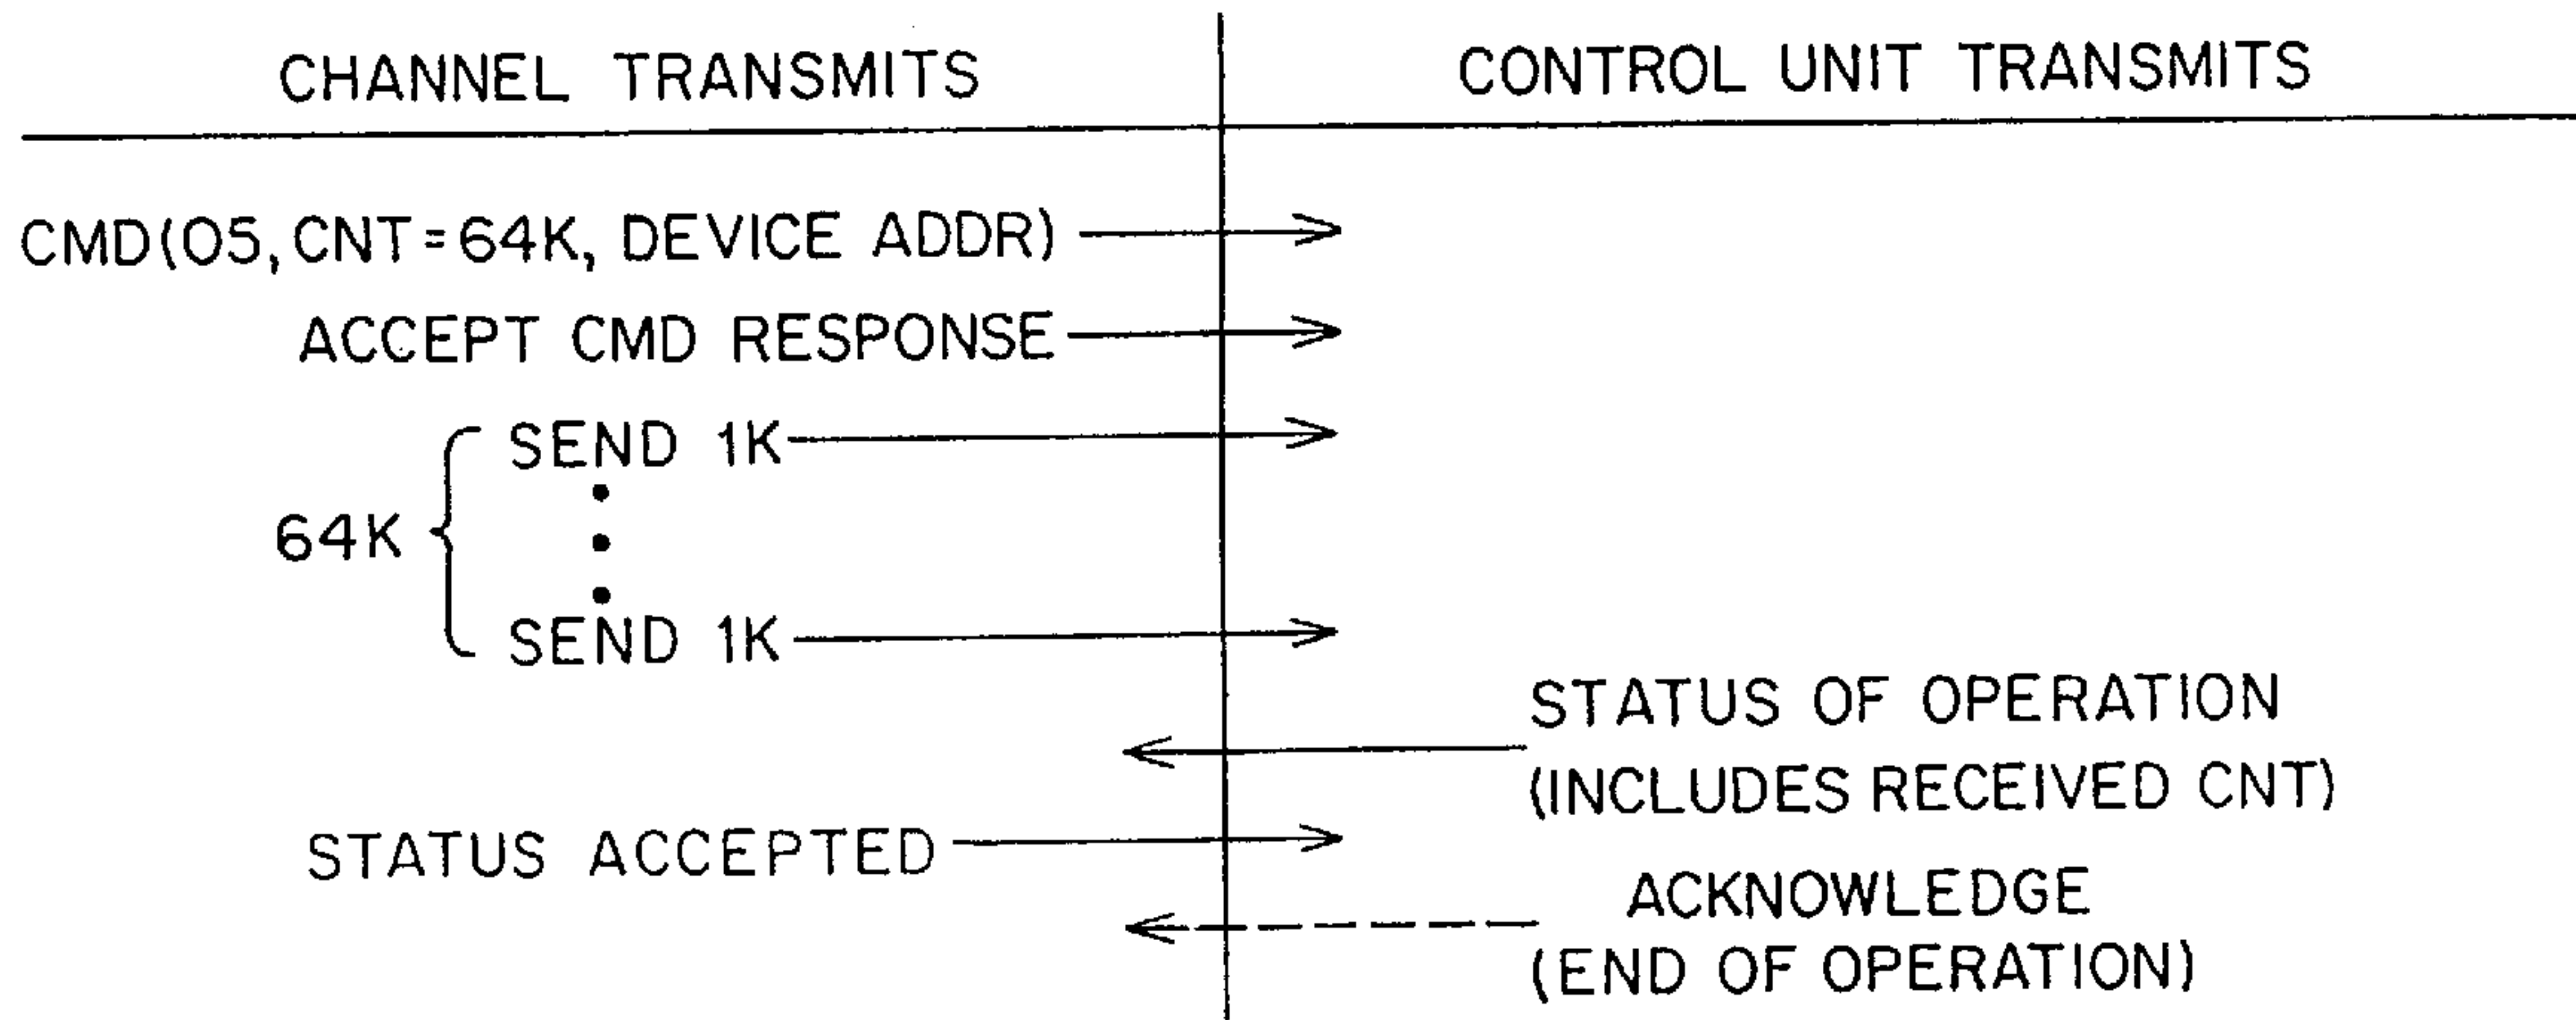 CHANNEL TRANSMITS
CONTROL UNIT TRANSMITS
CMD(05, CNT=64K, DEVICE ADDR)
ACCEPT CMD RESPONSE
SEND 1K
64K
SEND 1K
STATUS OF OPERATION
(INCLUDES RECEIVED CNT)
STATUS ACCEPTED
ACKNOWLEDGE
(END OF OPERATION)